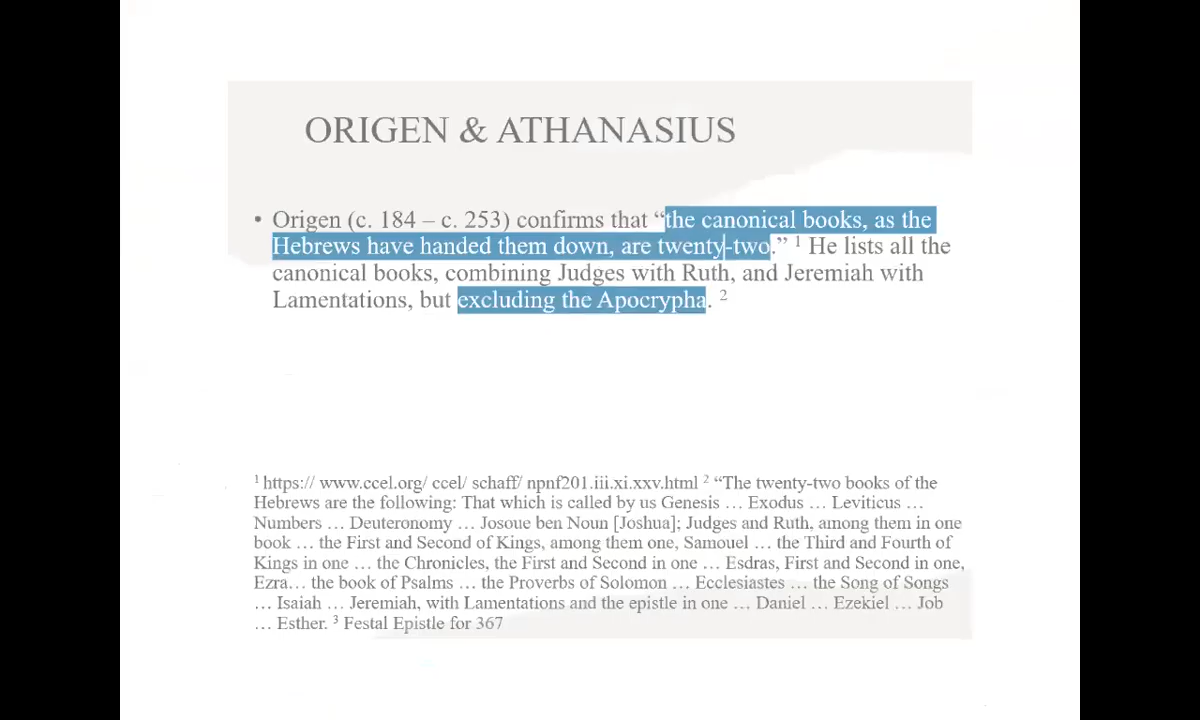 ORIGEN & ATHANASIUS
• Origen (c. 184 – c. 253) confirms that “the canonical books, as the
Hebrews have handed them down, are twenty-two.” 1 He lists all the
canonical books, combining Judges with Ruth, and Jeremiah with
Lamentations, but excluding the Apocrypha. 2
1 https:// www.ccel.org/ ccel/ schaff/ npnf201.iii.xi.xxv.html 2 “The twenty-two books of the
Hebrews are the following: That which is called by us Genesis … Exodus … Leviticus …
Numbers … Deuteronomy … Josoue ben Noun [Joshua]; Judges and Ruth, among them in one
book … the First and Second of Kings, among them one, Samouel … the Third and Fourth of
Kings in one … the Chronicles, the First and Second in one … Esdras, First and Second in one,
Ezra… the book of Psalms … the Proverbs of Solomon … Ecclesiastes … the Song of Songs
… Isaiah … Jeremiah, with Lamentations and the epistle in one … Daniel … Ezekiel … Job
… Esther. 3 Festal Epistle for 367